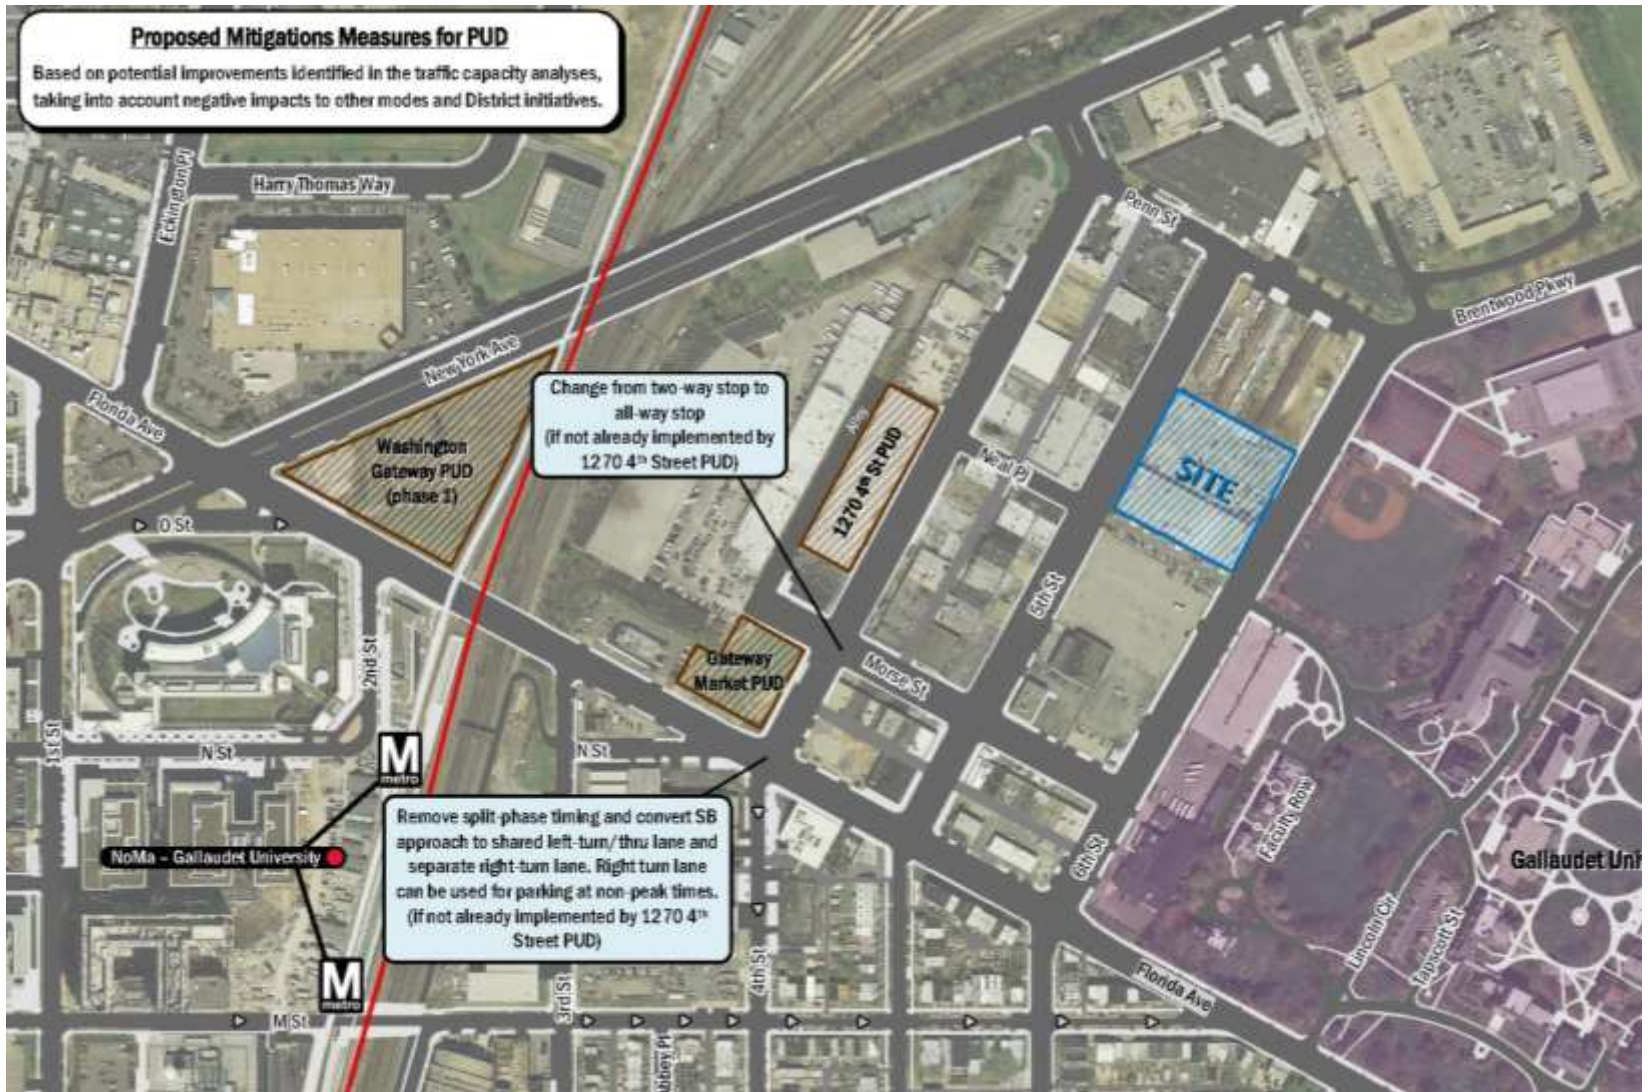 Proposed Mitigations Measures for PUD
Based on potential improvements identified in the traffic capacity analyses,
taking into account negative impacts to other modes and District initiatives.
Eckington Pl
Harry Thomas Way
New York Ave
Florida Ave
Penn St
Brentwood Pkwy
Washington
Gateway PUD
(phase 1)
Change from two-way stop to
all-way stop
(if not already implemented by
1270 4th Street PUD)
1270 4th St PUD
Neal Pl
SITE
O St
5th St
2nd St
Gateway
Market PUD
Morse St
1st St
N St
N St
M
metro
Remove split-phase timing and convert SB
approach to shared left-turn/thru lane and
separate right-turn lane. Right turn lane
can be used for parking at non-peak times.
(if not already implemented by 1270 4th
Street PUD)
NoMa – Gallaudet University
M
metro
6th St
Faculty Row
Gallaudet Uni
Lincoln Cir
Tapscott St
Florida Ave
3rd St
4th St
M St
Abbey Pl